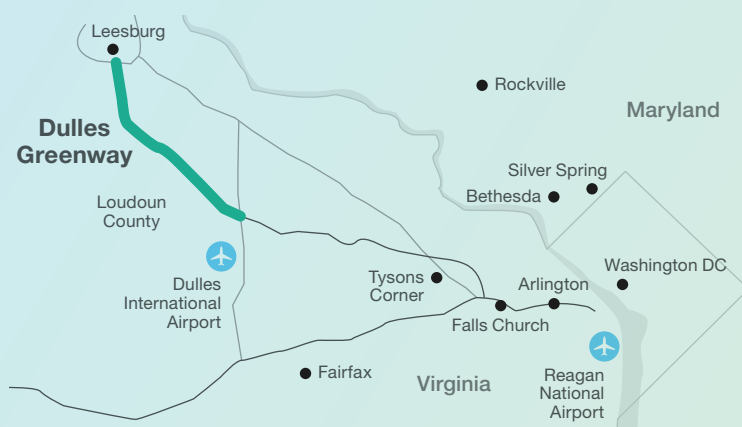 Leesburg
Rockville
Maryland
Dulles
Greenway
Silver Spring
Bethesda
Loudoun
County
Washington DC
Dulles
International
Airport
Tysons
Corner
Arlington
Falls Church
Fairfax
Virginia
Reagan
National
Airport